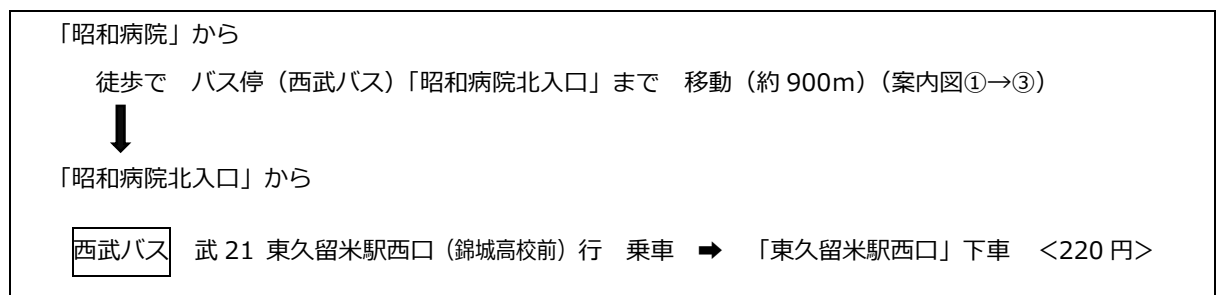 「昭和病院」から
徒歩で　バス停（西武バス）「昭和病院北入口」まで　移動（約 900m）（案内図①→③）
「昭和病院北入口」から
西武バス　武 21 東久留米駅西口（錦城高校前）行　乗車　➡　「東久留米駅西口」下車　＜220 円＞